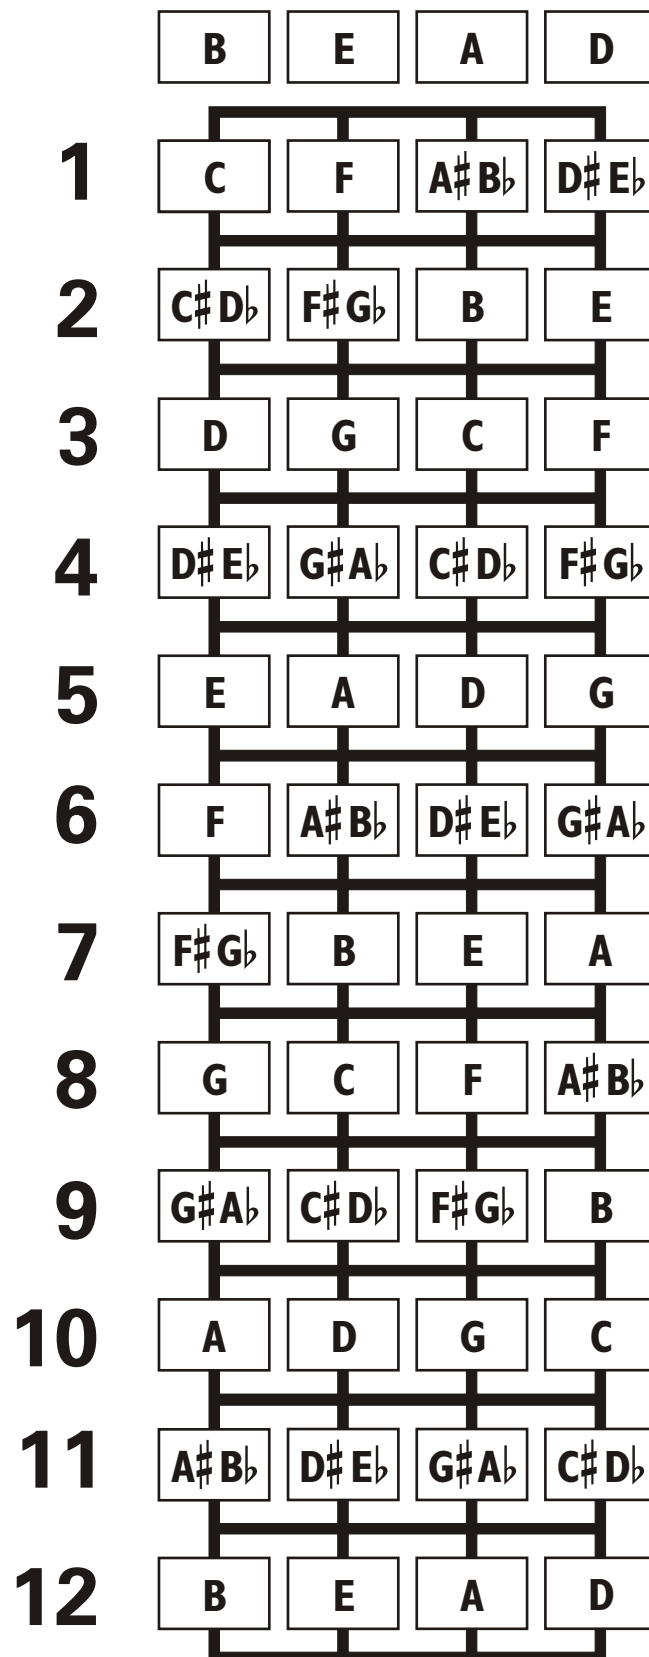 B E A D
1 C F A♯B♭ D♯E♭
2 C♯D♭ F♯G♭ B E
3 D G C F
4 D♯E♭ G♯A♭ C♯D♭ F♯G♭
5 E A D G
6 F A♯B♭ D♯E♭ G♯A♭
7 F♯G♭ B E A
8 G C F A♯B♭
9 G♯A♭ C♯D♭ F♯G♭ B
10 A D G C
11 A♯B♭ D♯E♭ G♯A♭ C♯D♭
12 B E A D